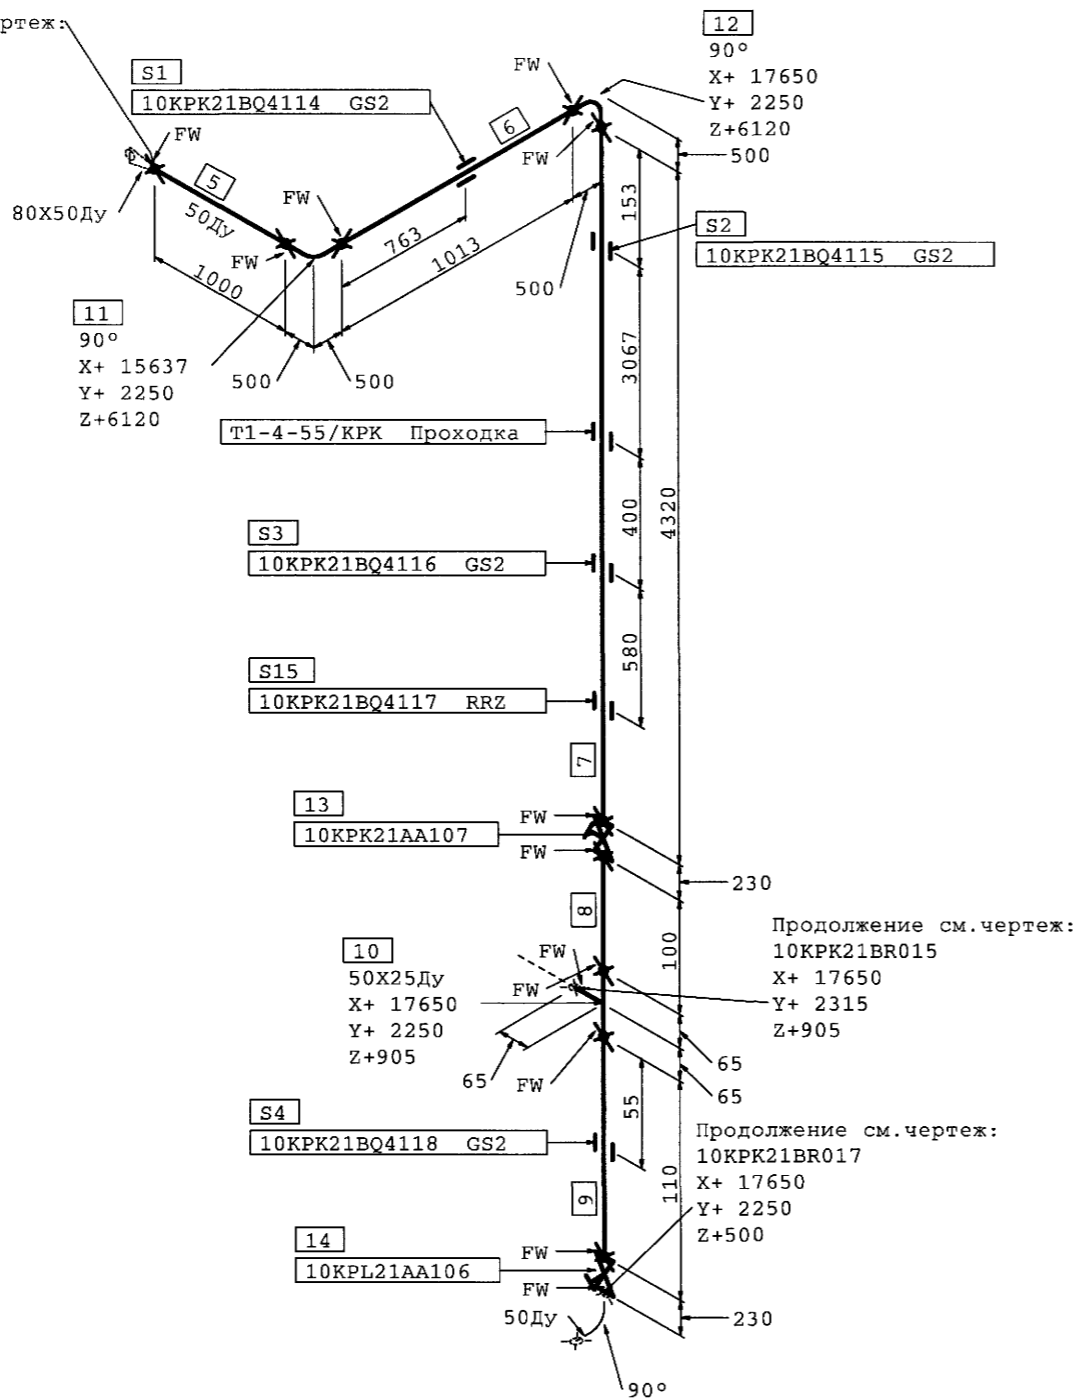 ртеж:
12
90°
X+ 17650
Y+ 2250
Z+6120
500
S1
10KPK21BQ4114 GS2
FW
FW
6
FW
FW
5
50Ду
80X50Ду
FW
FW
763
1013
1000
500
153
S2
10KPK21BQ4115 GS2
11
90°
X+ 15637
Y+ 2250
Z+6120
500
500
3067
T1-4-55/КРК Проходка
400
4320
S3
10KPK21BQ4116 GS2
580
S15
10KPK21BQ4117 RRZ
7
13
10KPK21AA107
FW
FW
230
8
100
Продолжение см.чертеж:
10KPK21BR015
X+ 17650
Y+ 2315
Z+905
10
50X25Ду
X+ 17650
Y+ 2250
Z+905
FW
FW
65
FW
65
65
55
S4
10KPK21BQ4118 GS2
110
Продолжение см.чертеж:
10KPK21BR017
X+ 17650
Y+ 2250
Z+500
9
14
10KPL21AA106
FW
FW
50Ду
230
90°